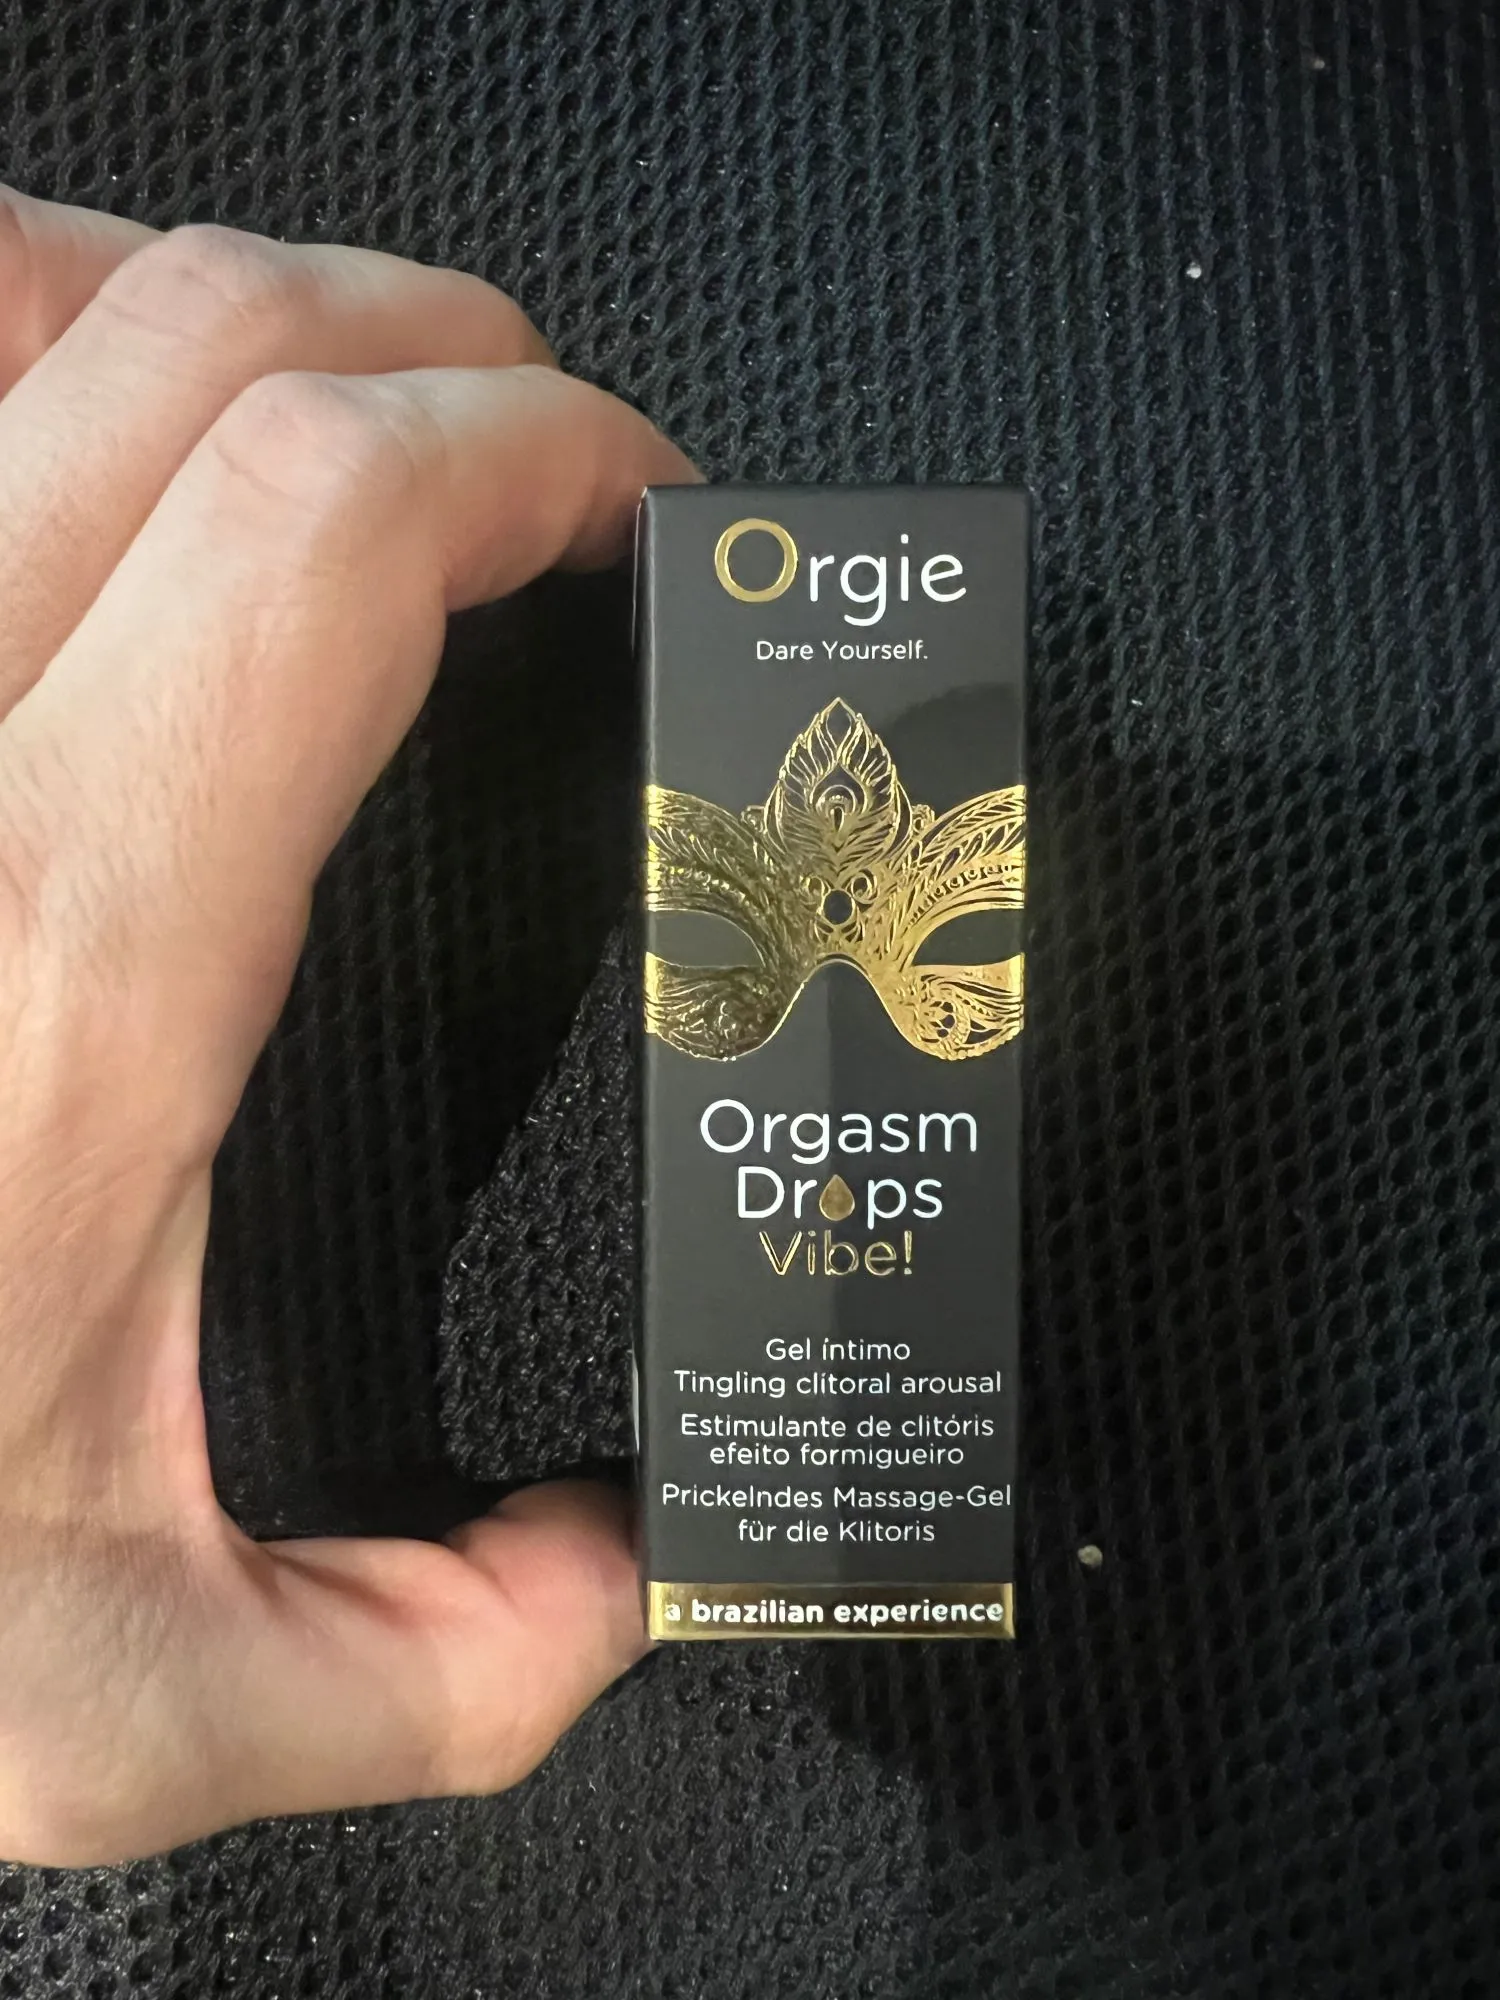 Orgie
Dare Yourself.
Orgasm
Drops
Vibe!
Gel íntimo
Tingling clitoral arousal
Estimulante de clitóris
efeito formigueiro
Prickelndes Massage-Gel
für die Klitoris
a brazilian experience